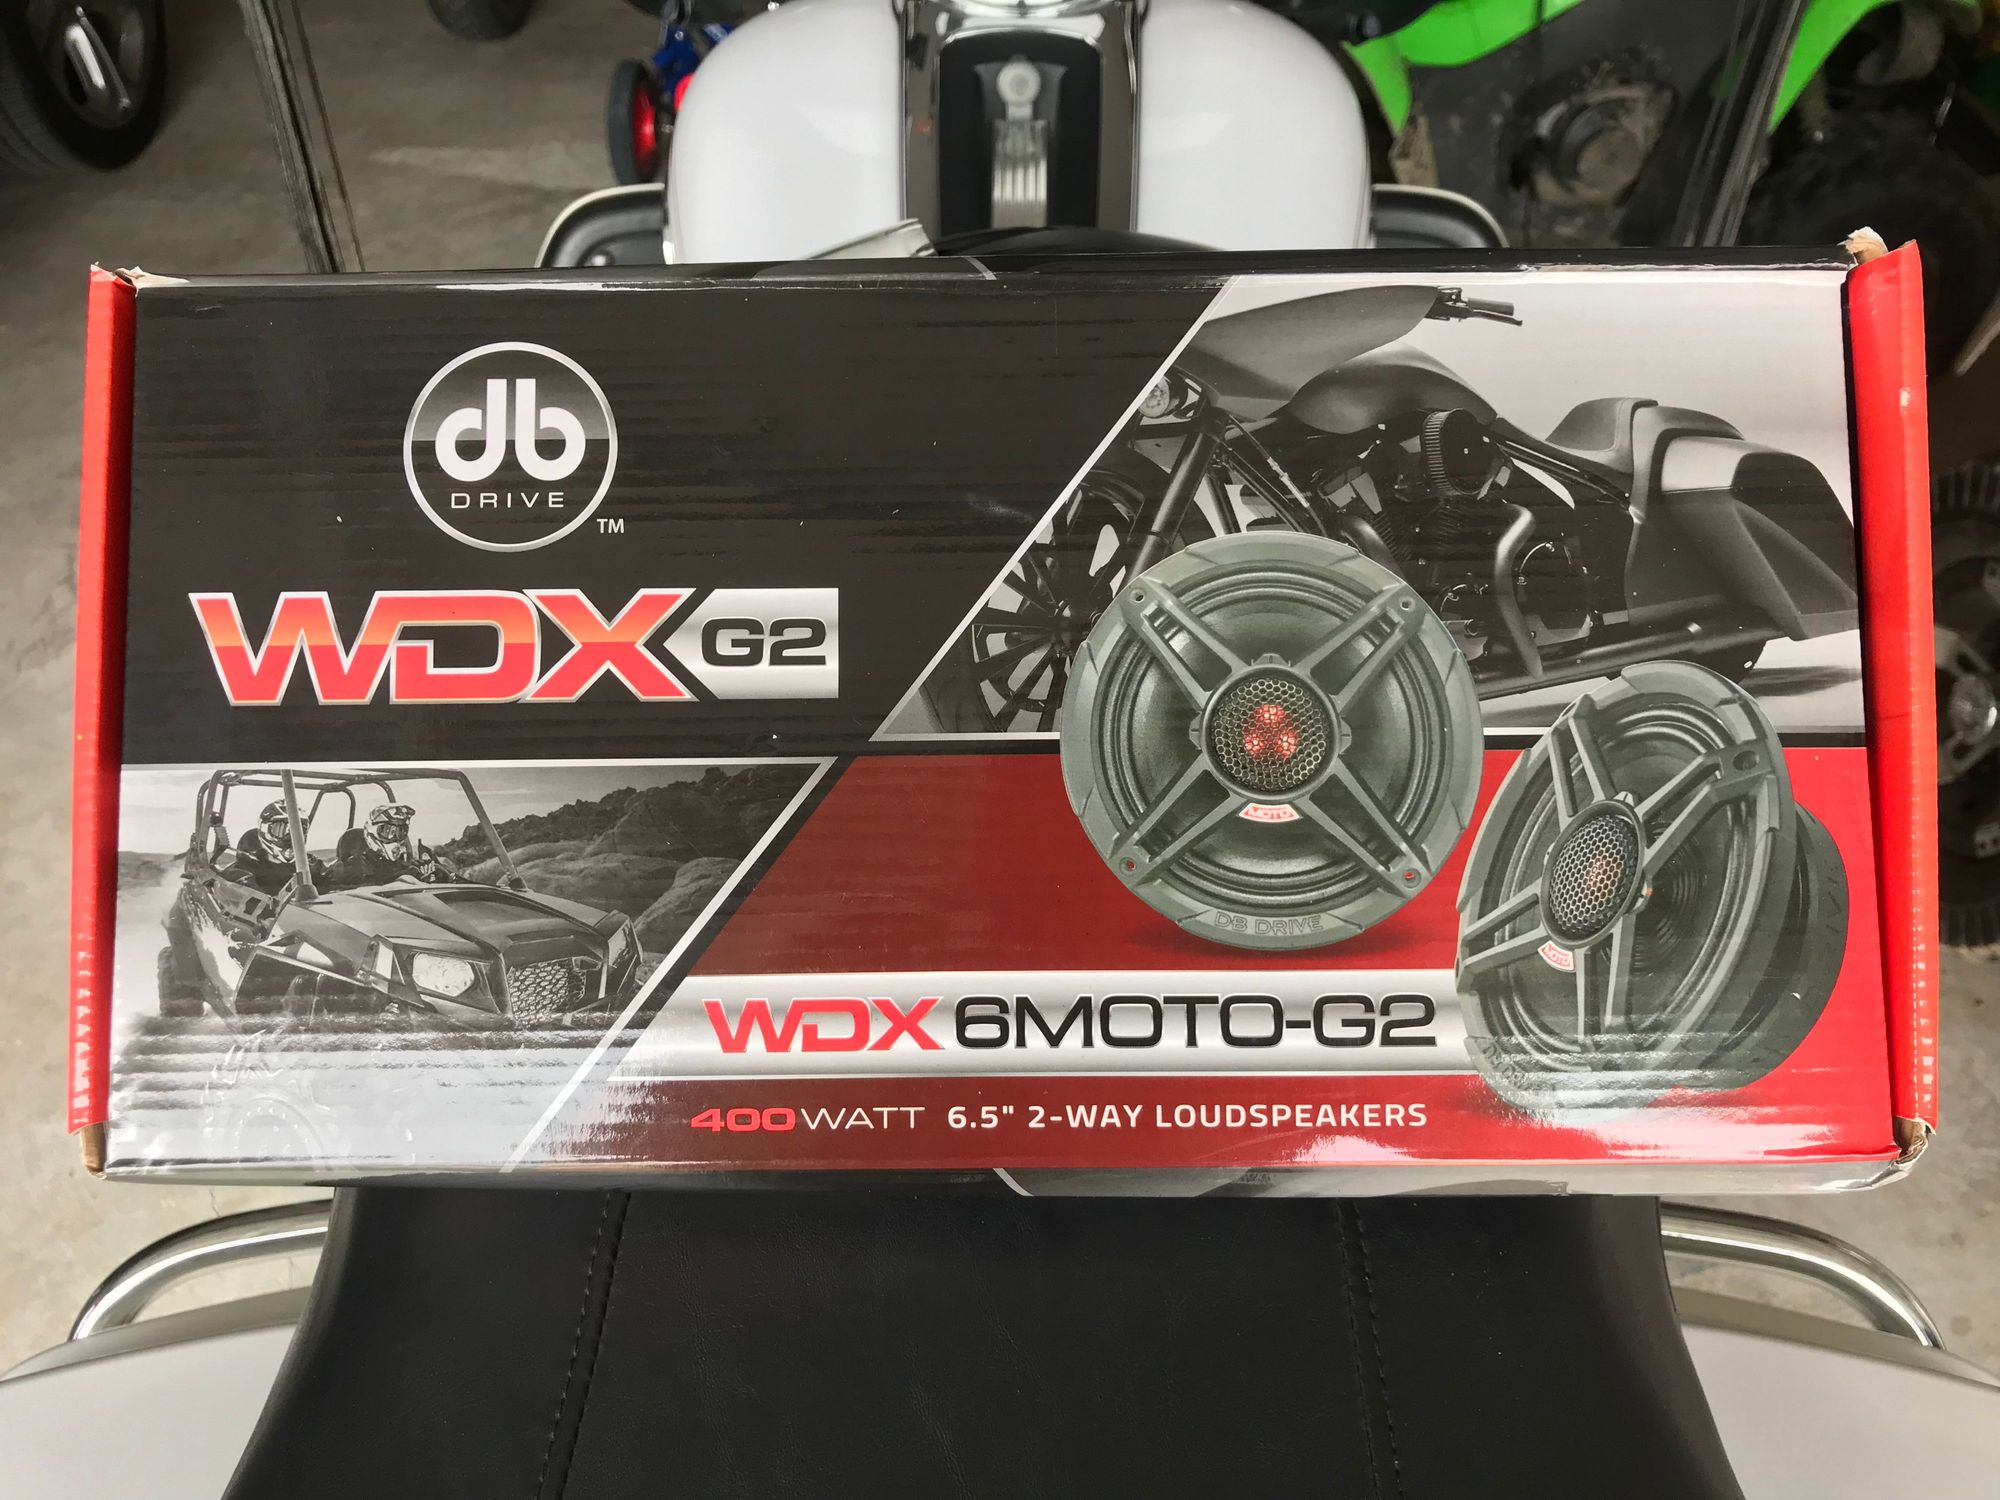 db
DRIVE
TM
WDX G2
MOTO
DB DRIVE
MOTO
WDX 6MOTO-G2
400 WATT 6.5" 2-WAY LOUDSPEAKERS